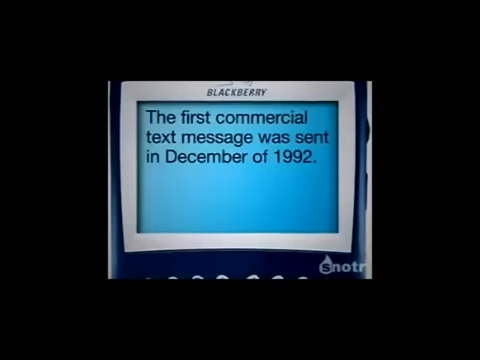 BLACKBERRY
The first commercial
text message was sent
in December of 1992.
snotr